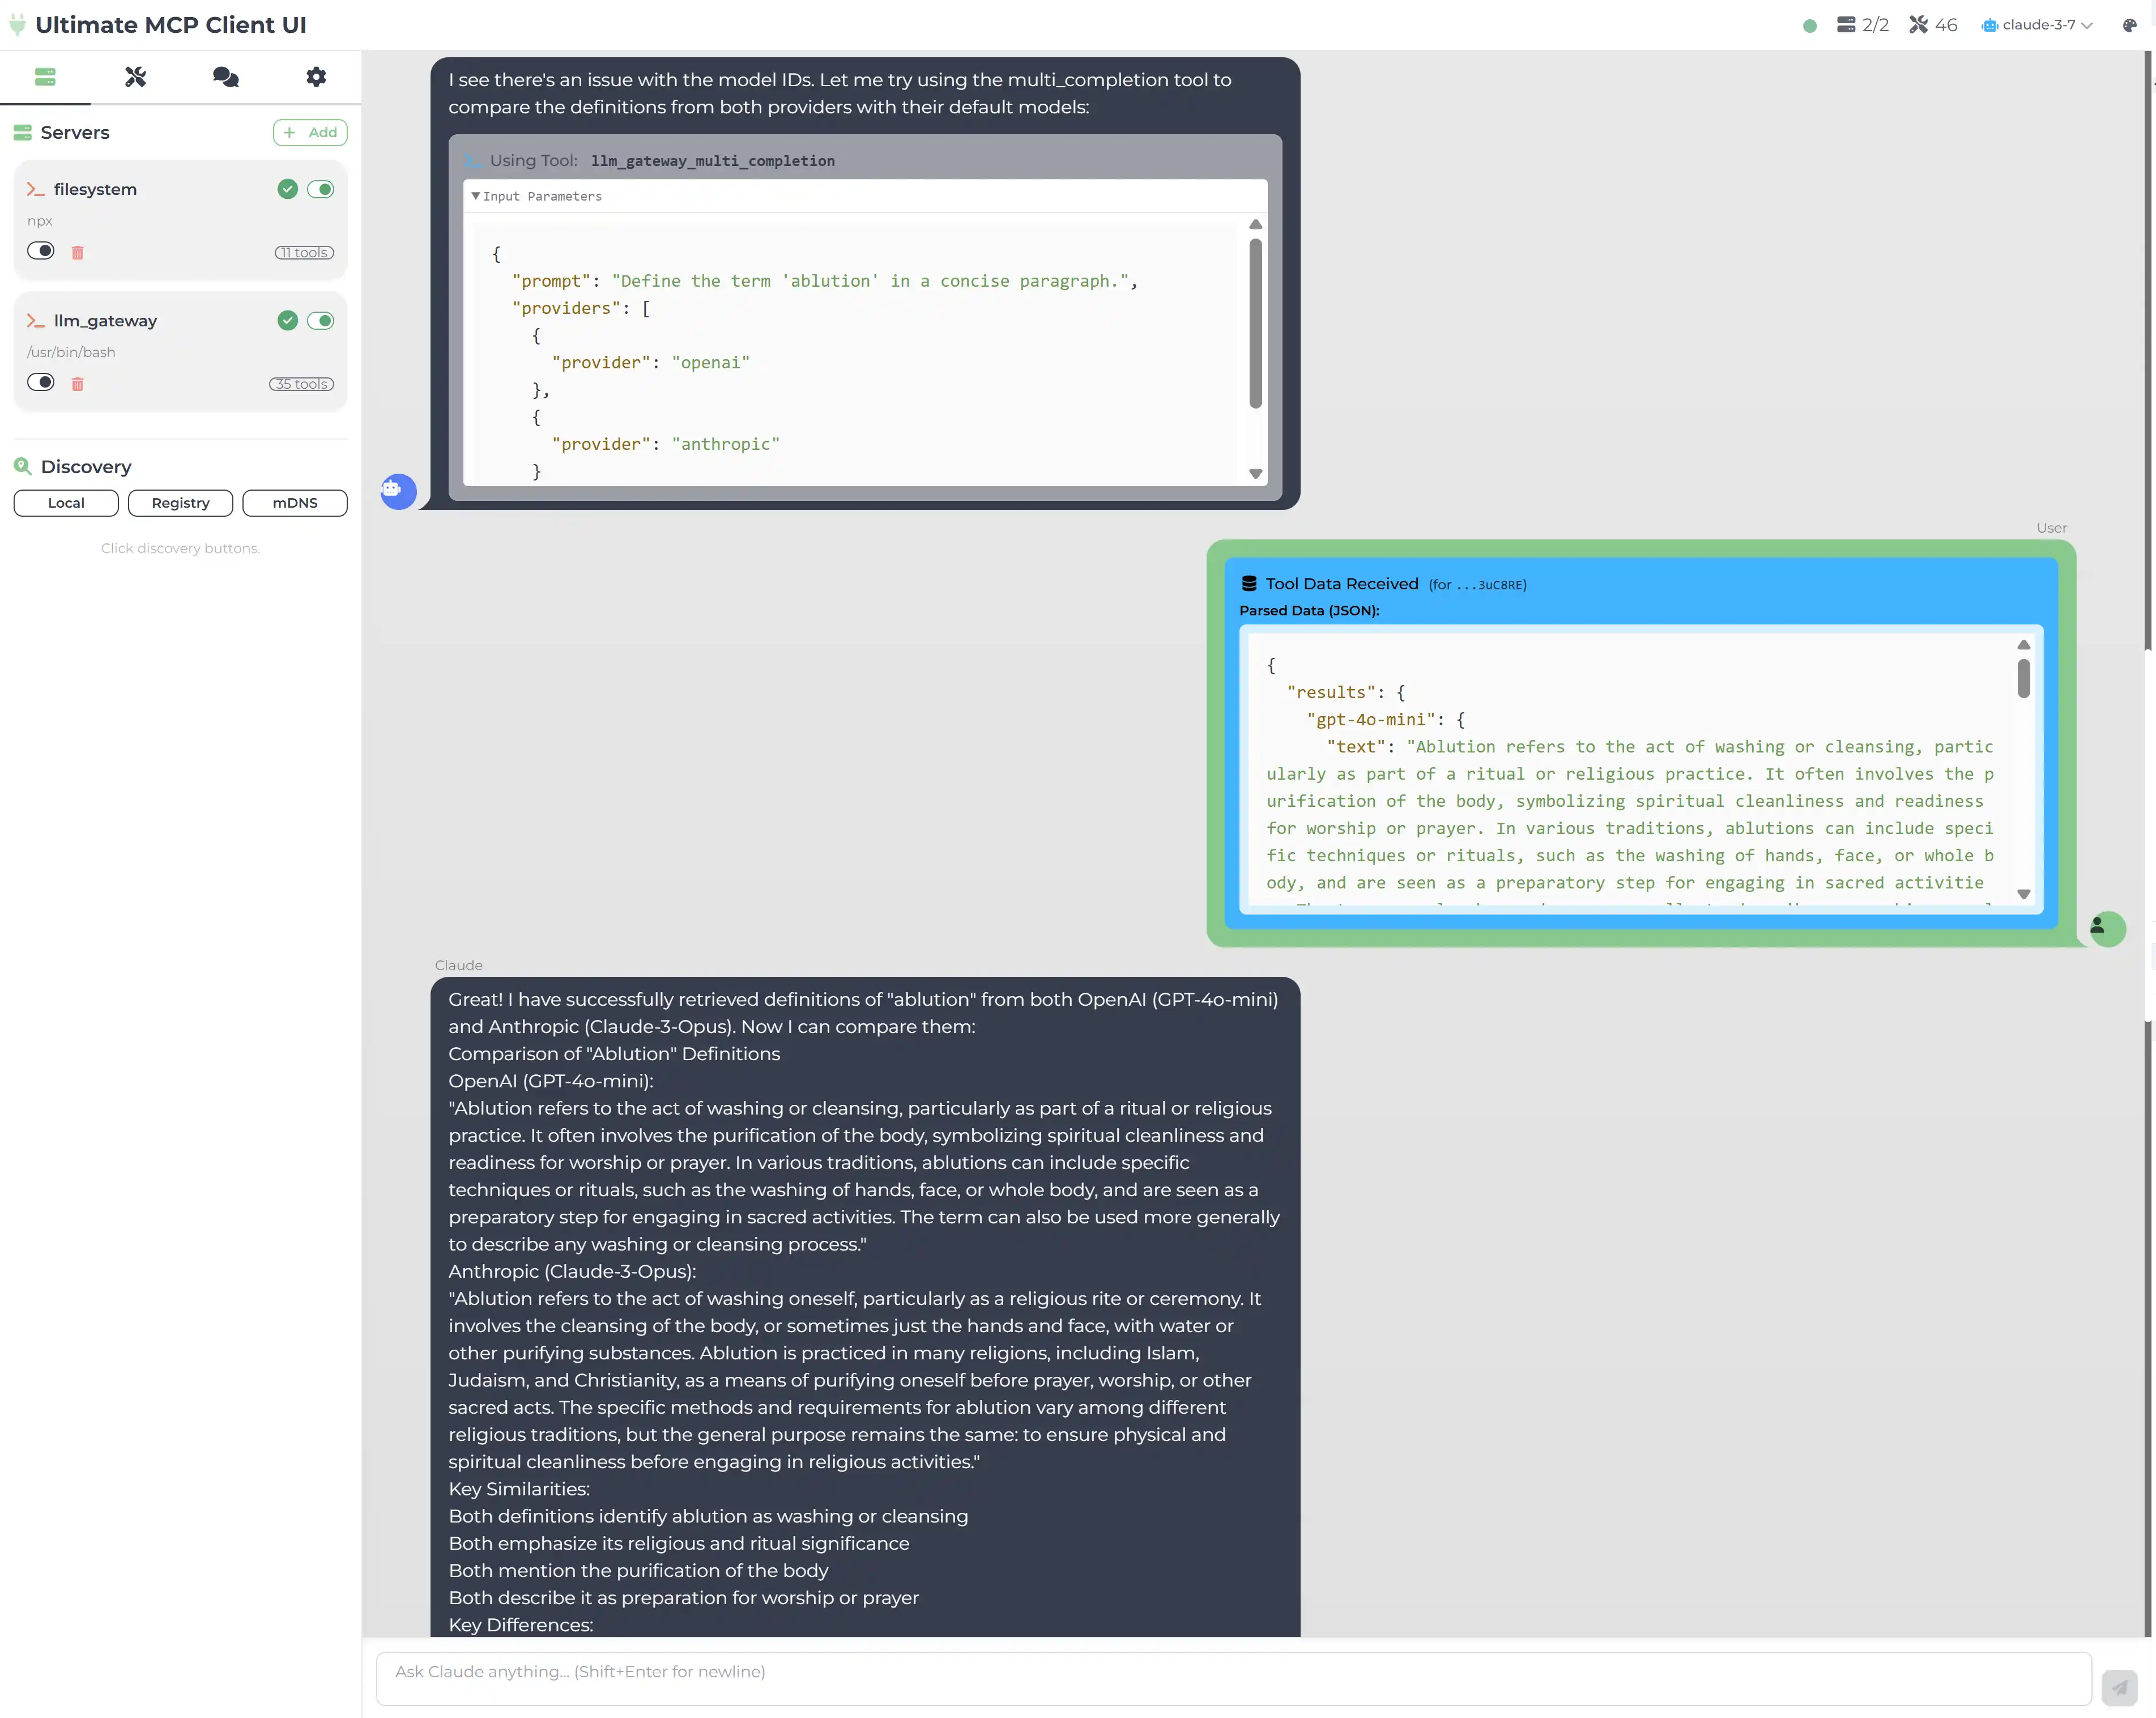 Ultimate MCP Client UI
2/2
46
claude-3-7
Servers
Add
filesystem
npx
11 tools
llm_gateway
/usr/bin/bash
35 tools
Discovery
Local
Registry
mDNS
Click discovery buttons.
I see there's an issue with the model IDs. Let me try using the multi_completion tool to
compare the definitions from both providers with their default models:
Using Tool: llm_gateway_multi_completion
Input Parameters
{
"prompt": "Define the term 'ablution' in a concise paragraph.",
"providers": [
{
"provider": "openai"
},
{
"provider": "anthropic"
}
User
Tool Data Received (for ...3uC8RE)
Parsed Data (JSON):
{
"results": {
"gpt-4o-mini": {
"text": "Ablution refers to the act of washing or cleansing, partic
ularly as part of a ritual or religious practice. It often involves the p
urification of the body, symbolizing spiritual cleanliness and readiness
for worship or prayer. In various traditions, ablutions can include speci
fic techniques or rituals, such as the washing of hands, face, or whole b
ody, and are seen as a preparatory step for engaging in sacred activitie
Claude
Great! I have successfully retrieved definitions of "ablution" from both OpenAI (GPT-4o-mini)
and Anthropic (Claude-3-Opus). Now I can compare them:
Comparison of "Ablution" Definitions
OpenAI (GPT-4o-mini):
"Ablution refers to the act of washing or cleansing, particularly as part of a ritual or religious
practice. It often involves the purification of the body, symbolizing spiritual cleanliness and
readiness for worship or prayer. In various traditions, ablutions can include specific
techniques or rituals, such as the washing of hands, face, or whole body, and are seen as a
preparatory step for engaging in sacred activities. The term can also be used more generally
to describe any washing or cleansing process."
Anthropic (Claude-3-Opus):
"Ablution refers to the act of washing oneself, particularly as a religious rite or ceremony. It
involves the cleansing of the body, or sometimes just the hands and face, with water or
other purifying substances. Ablution is practiced in many religions, including Islam,
Judaism, and Christianity, as a means of purifying oneself before prayer, worship, or other
sacred acts. The specific methods and requirements for ablution vary among different
religious traditions, but the general purpose remains the same: to ensure physical and
spiritual cleanliness before engaging in religious activities."
Key Similarities:
Both definitions identify ablution as washing or cleansing
Both emphasize its religious and ritual significance
Both mention the purification of the body
Both describe it as preparation for worship or prayer
Key Differences:
Ask Claude anything... (Shift+Enter for newline)